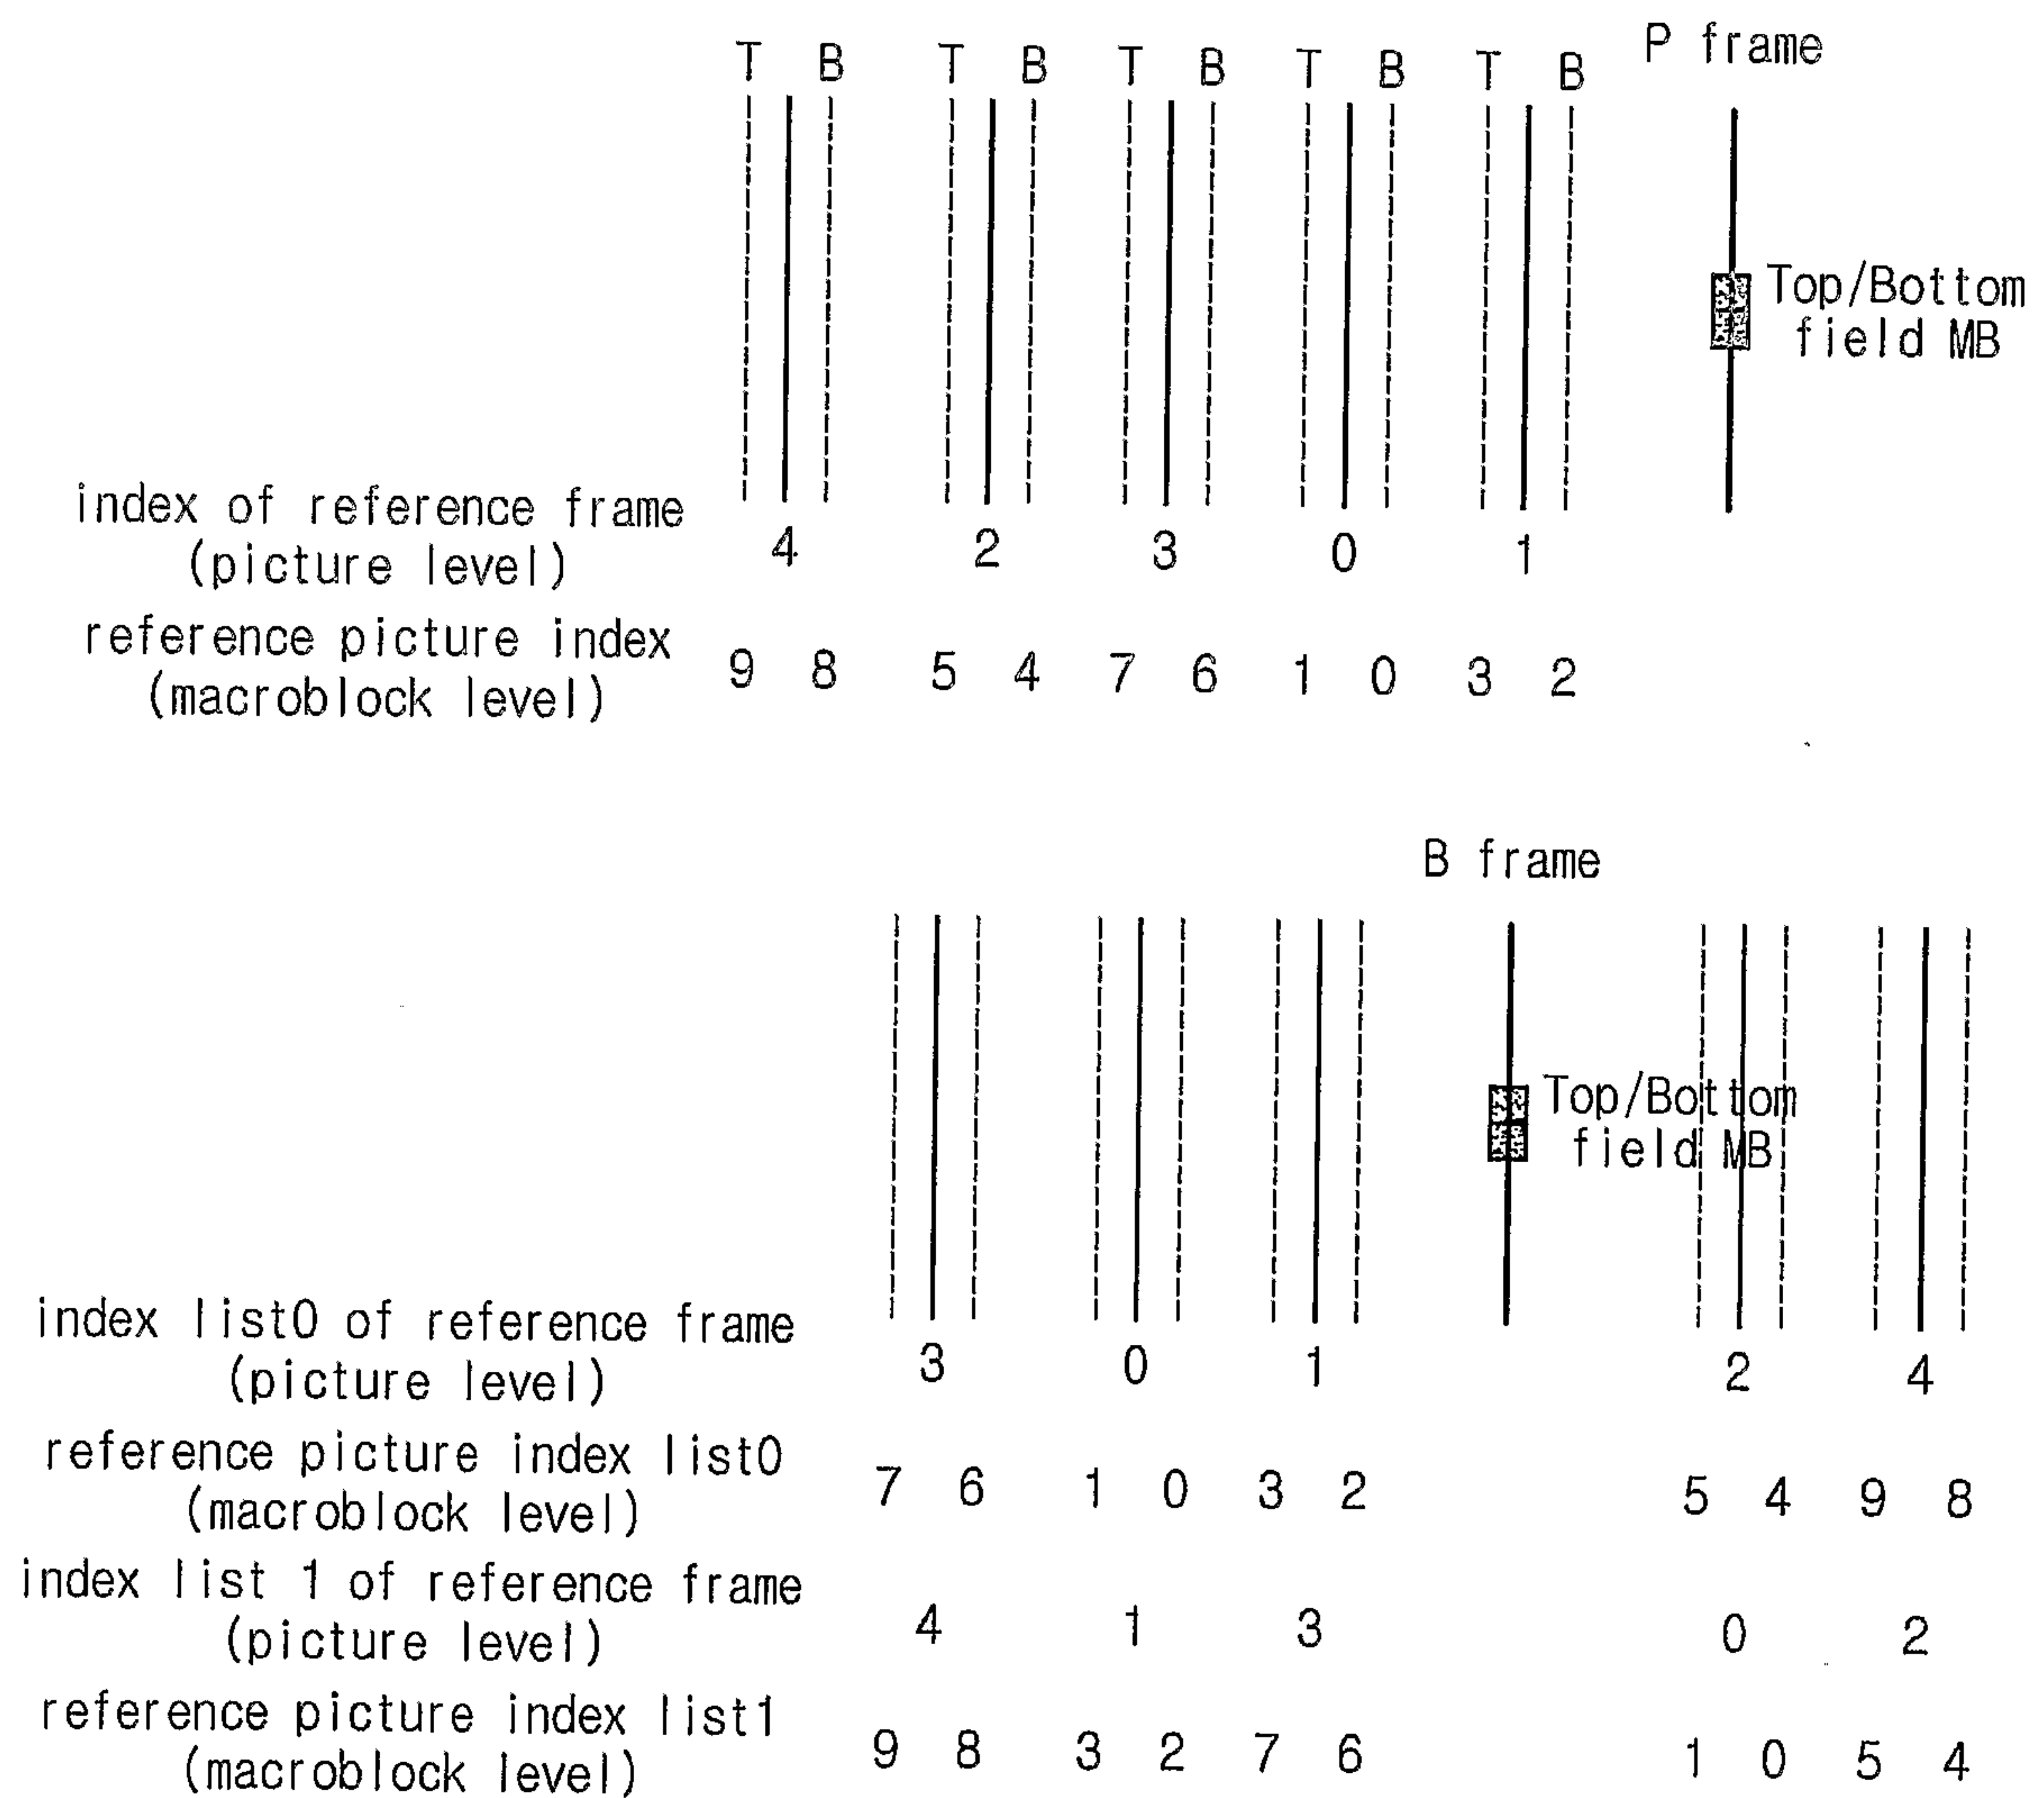 T B T B T B T B T B P frame
Top/Bottom
field MB
index of reference frame
(picture level) 4 2 3 0 1
reference picture index
(macroblock level) 9 8 5 4 7 6 1 0 3 2
B frame
Top/Bottom
field MB
index list0 of reference frame
(picture level) 3 0 1 2 4
reference picture index list0
(macroblock level) 7 6 1 0 3 2 5 4 9 8
index list 1 of reference frame
(picture level) 4 1 3 0 2
reference picture index list1
(macroblock level) 9 8 3 2 7 6 1 0 5 4